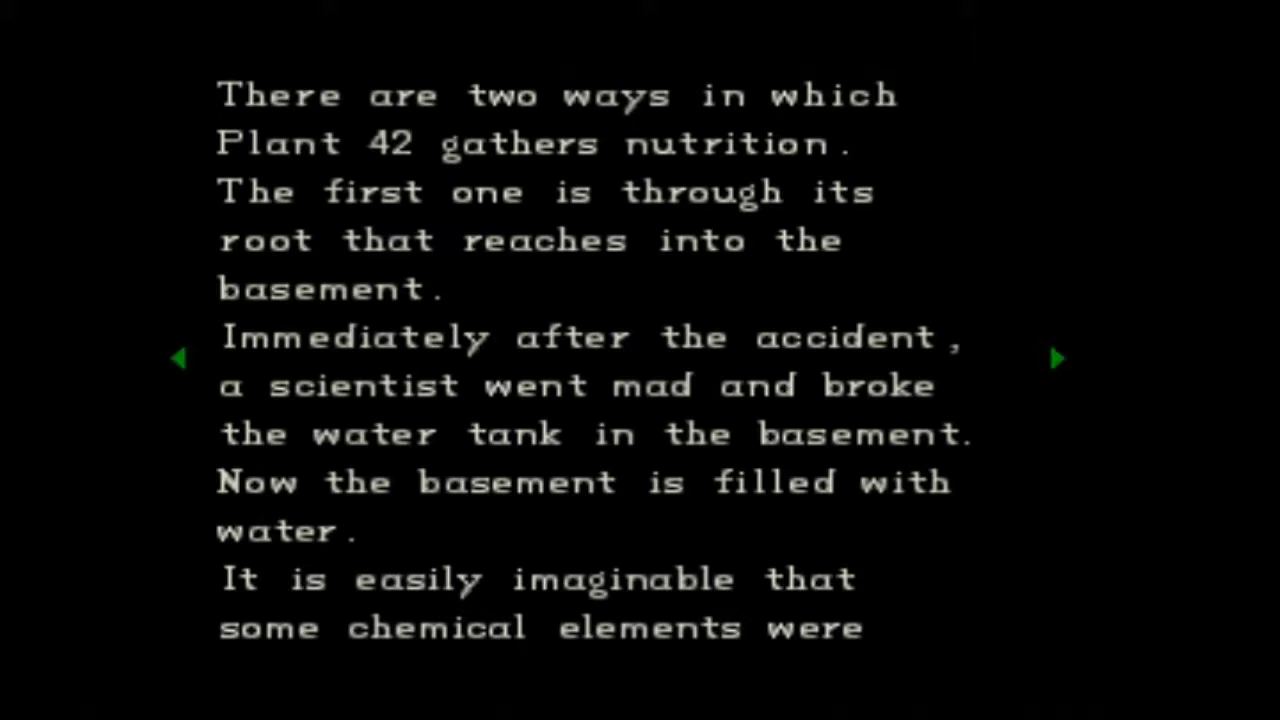 There are two ways in which
Plant 42 gathers nutrition.
The first one is through its
root that reaches into the
basement.
Immediately after the accident,
a scientist went mad and broke
the water tank in the basement.
Now the basement is filled with
water.
It is easily imaginable that
some chemical elements were